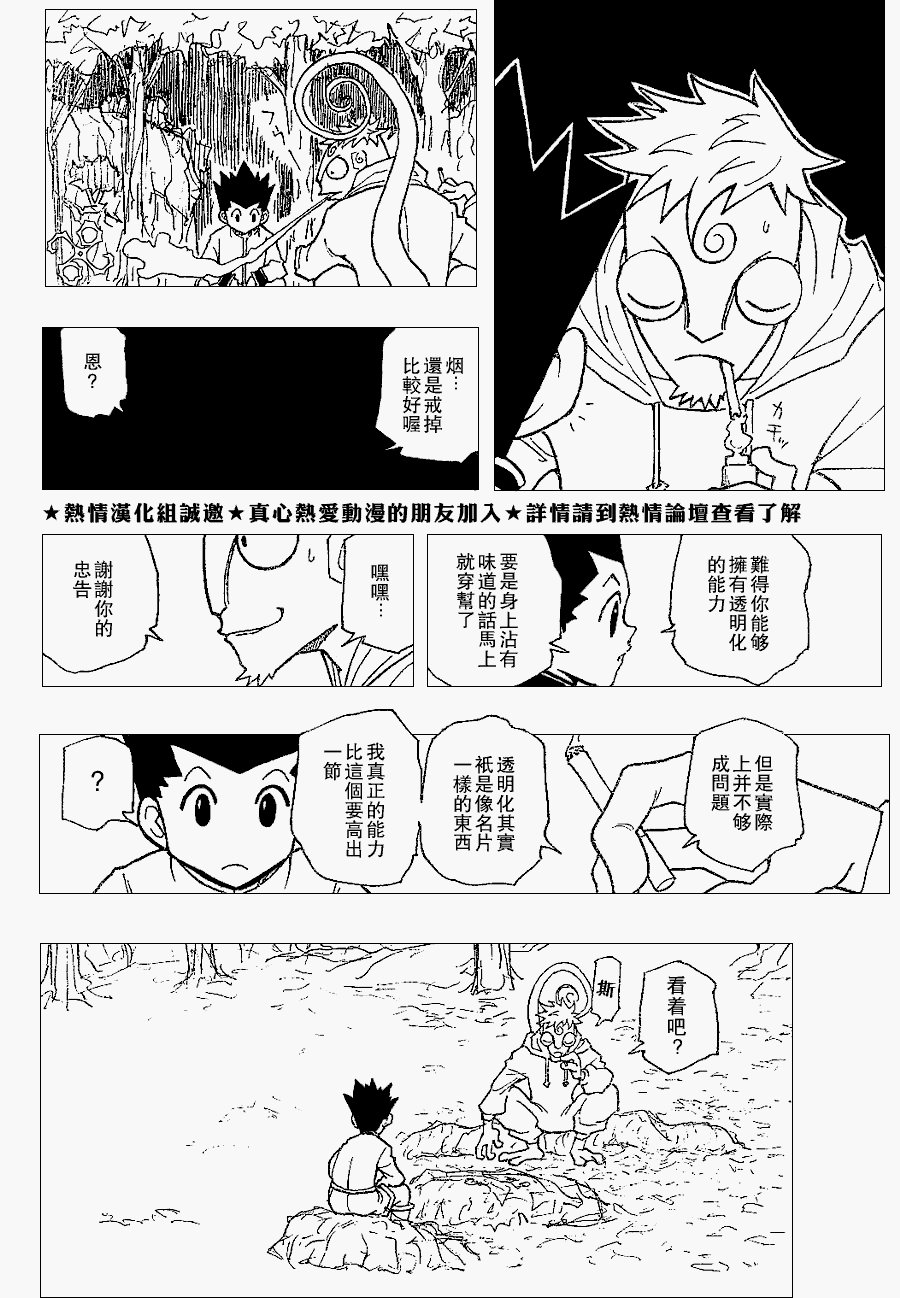 カチッ
烟…
還是戒掉
比較好喔
恩？
★熱情漢化組誠邀★真心熱愛動漫的朋友加入★詳情請到熱情論壇查看了解
難得你能够
擁有透明化
的能力
要是身上沾有
味道的話馬上
就穿幫了
嘿嘿…
謝謝你的
忠告
但是實際
上并不够
成問題
透明化其實
衹是像名片
一樣的東西
我真正的能力
比這個要高出
一節
？
看着吧？
斯